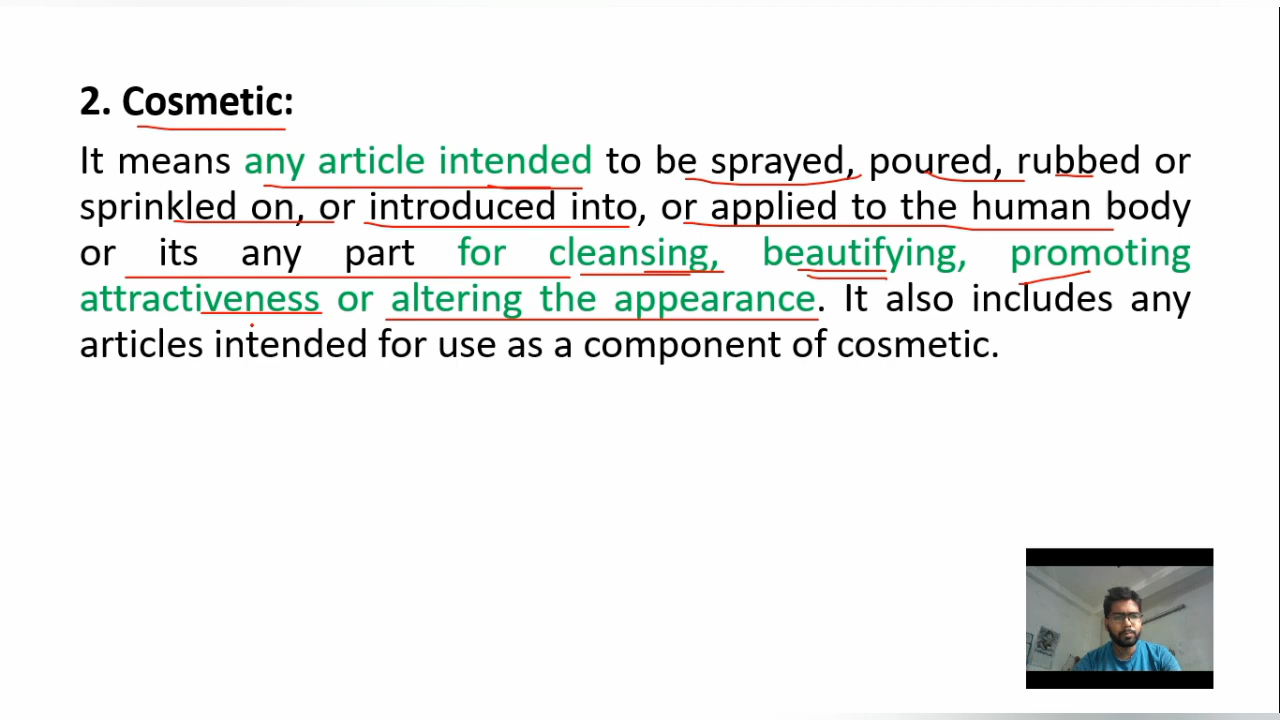 2. Cosmetic:
It means any article intended to be sprayed, poured, rubbed or
sprinkled on, or introduced into, or applied to the human body
or its any part for cleansing, beautifying, promoting
attractiveness or altering the appearance. It also includes any
articles intended for use as a component of cosmetic.